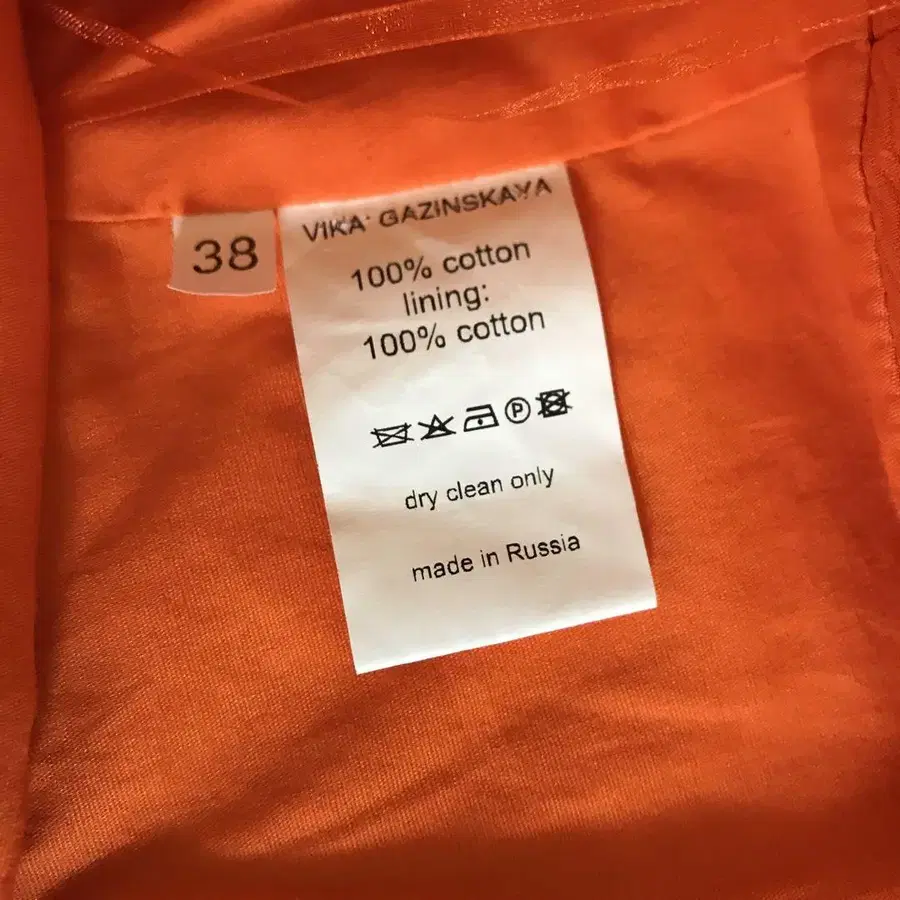 38
VIKA GAZINSKAYA
100% cotton
lining:
100% cotton
P
dry clean only
made in Russia